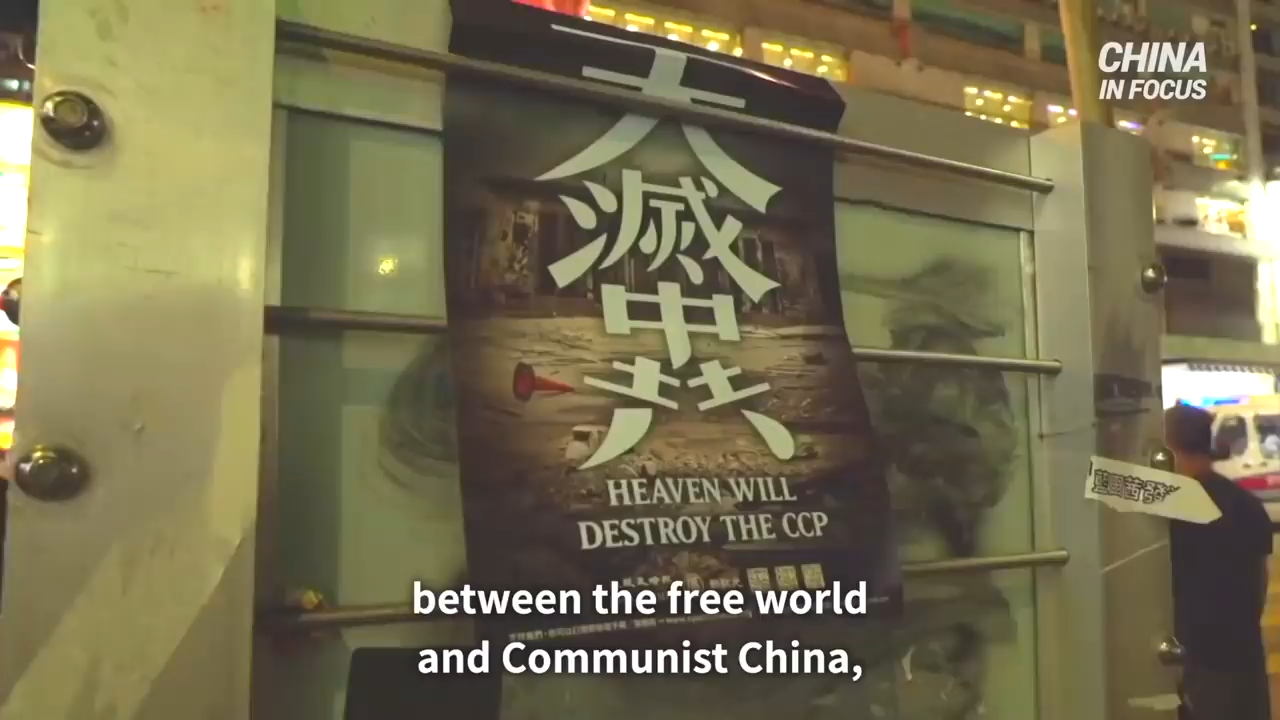 CHINA
IN FOCUS
天
滅
中
共
HEAVEN WILL
DESTROY THE CCP
between the free world
and Communist China,